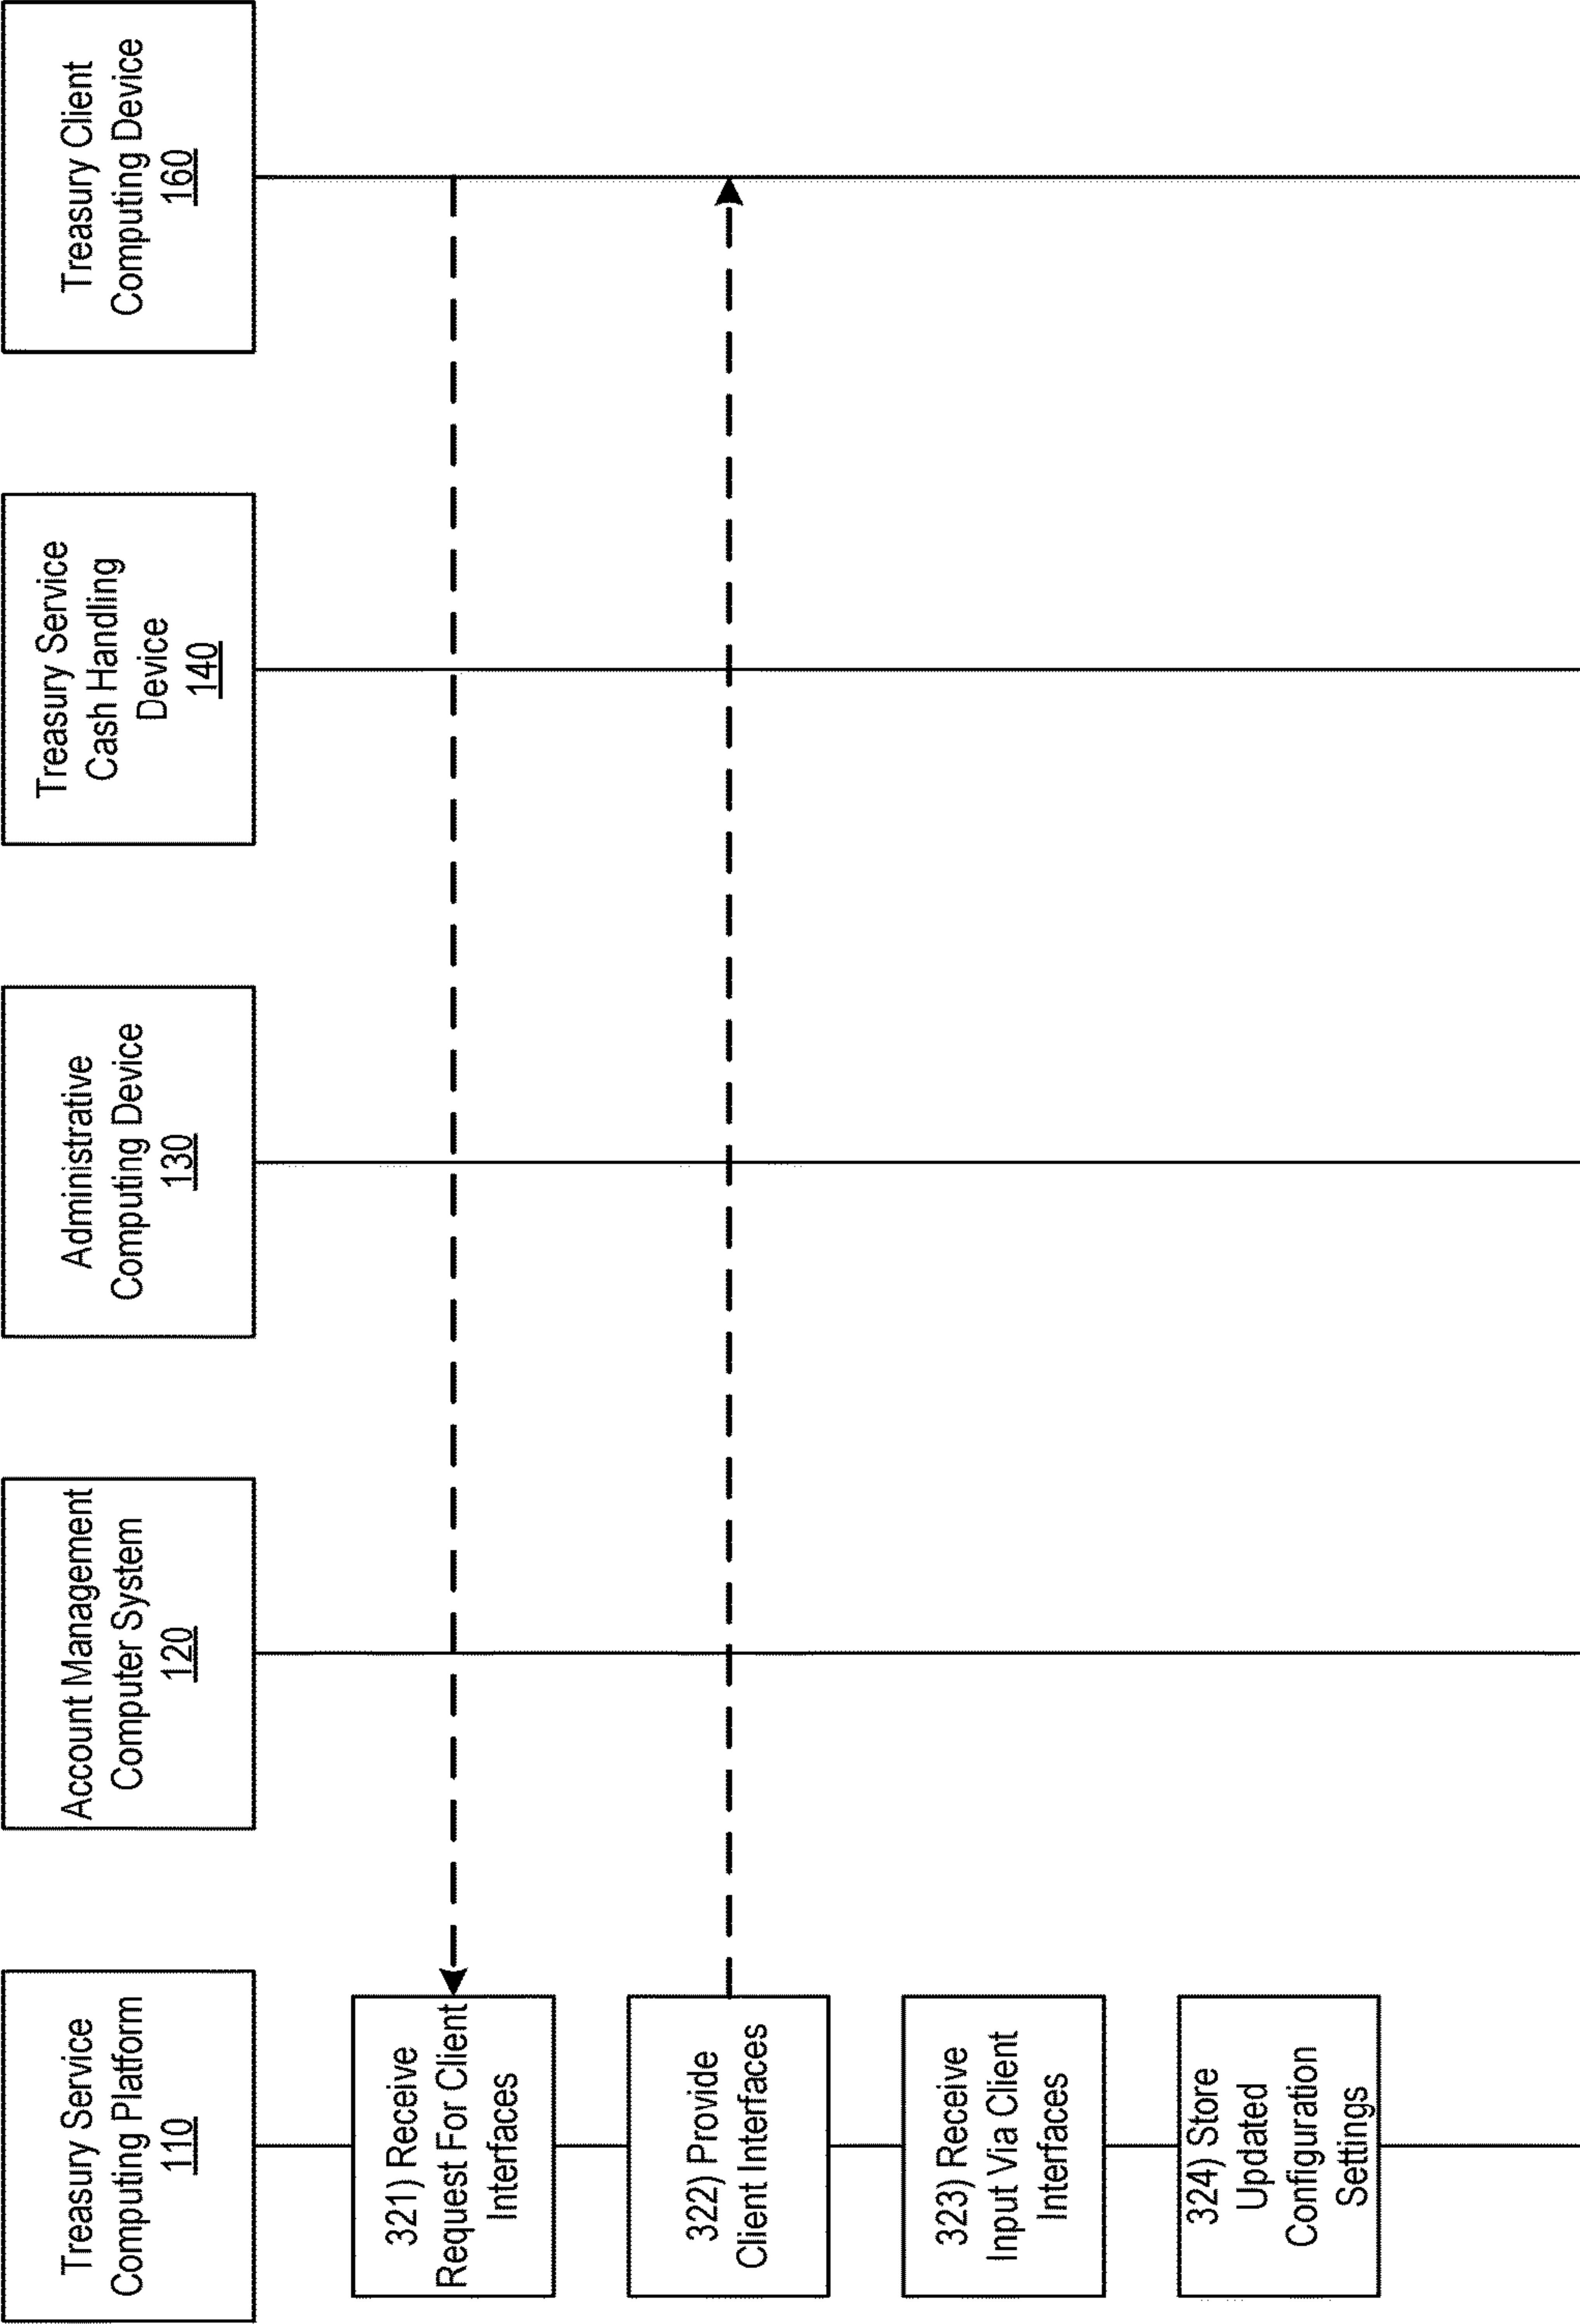 Treasury Service
Computing Platform
110
Account Management
Computer System
120
Administrative
Computing Device
130
Treasury Service
Cash Handling
Device
140
Treasury Client
Computing Device
160
321) Receive
Request For Client
Interfaces
322) Provide
Client Interfaces
323) Receive
Input Via Client
Interfaces
324) Store
Updated
Configuration
Settings